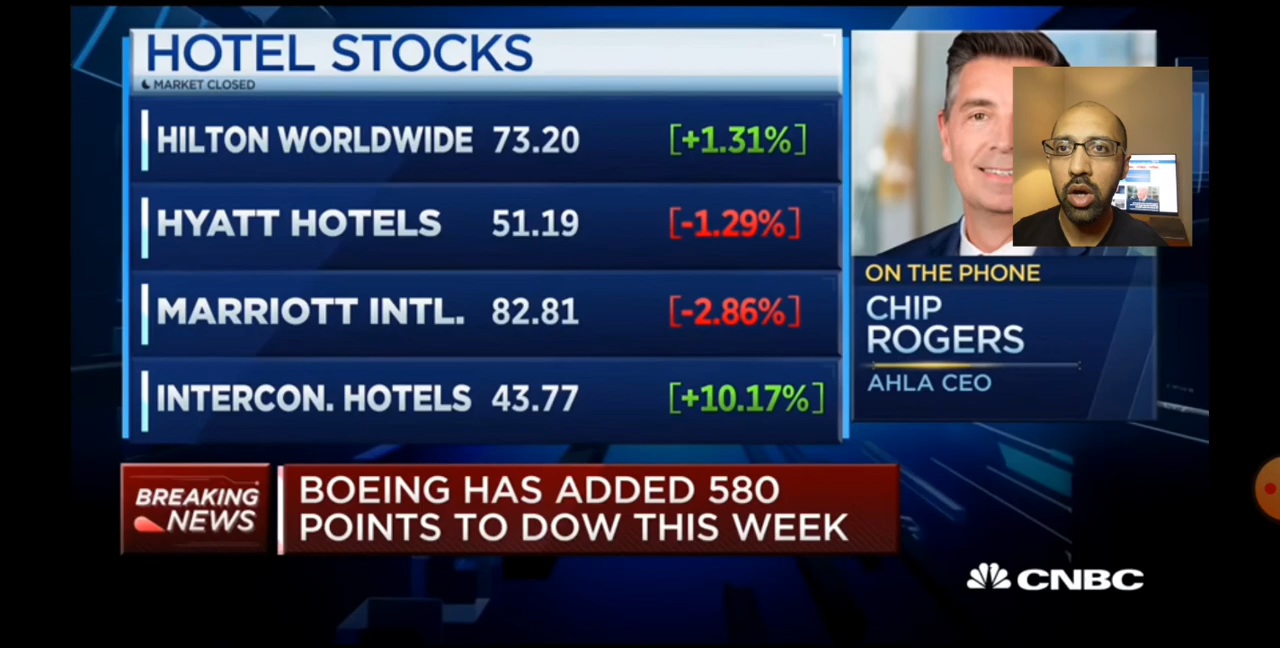 HOTEL STOCKS
MARKET CLOSED
HILTON WORLDWIDE 73.20 [+1.31%]
HYATT HOTELS 51.19 [-1.29%]
MARRIOTT INTL. 82.81 [-2.86%]
INTERCON. HOTELS 43.77 [+10.17%]
ON THE PHONE
CHIP
ROGERS
AHLA CEO
BREAKING
NEWS
BOEING HAS ADDED 580
POINTS TO DOW THIS WEEK
CNBC